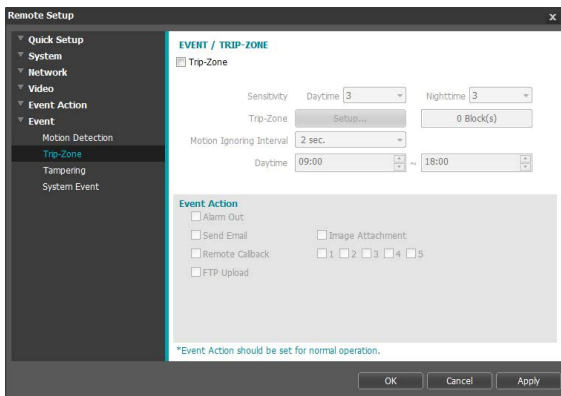 Remote Setup x
Quick Setup
System
Network
Video
Event Action
Event
Motion Detection
Trip-Zone
Tampering
System Event
EVENT / TRIP-ZONE
Trip-Zone
Sensitivity Daytime 3 Nighttime 3
Trip-Zone Setup... 0 Block(s)
Motion Ignoring Interval 2 sec.
Daytime 09:00 ~ 18:00
Event Action
Alarm Out
Send Email Image Attachment
Remote Callback 1 2 3 4 5
FTP Upload
*Event Action should be set for normal operation.
OK Cancel Apply